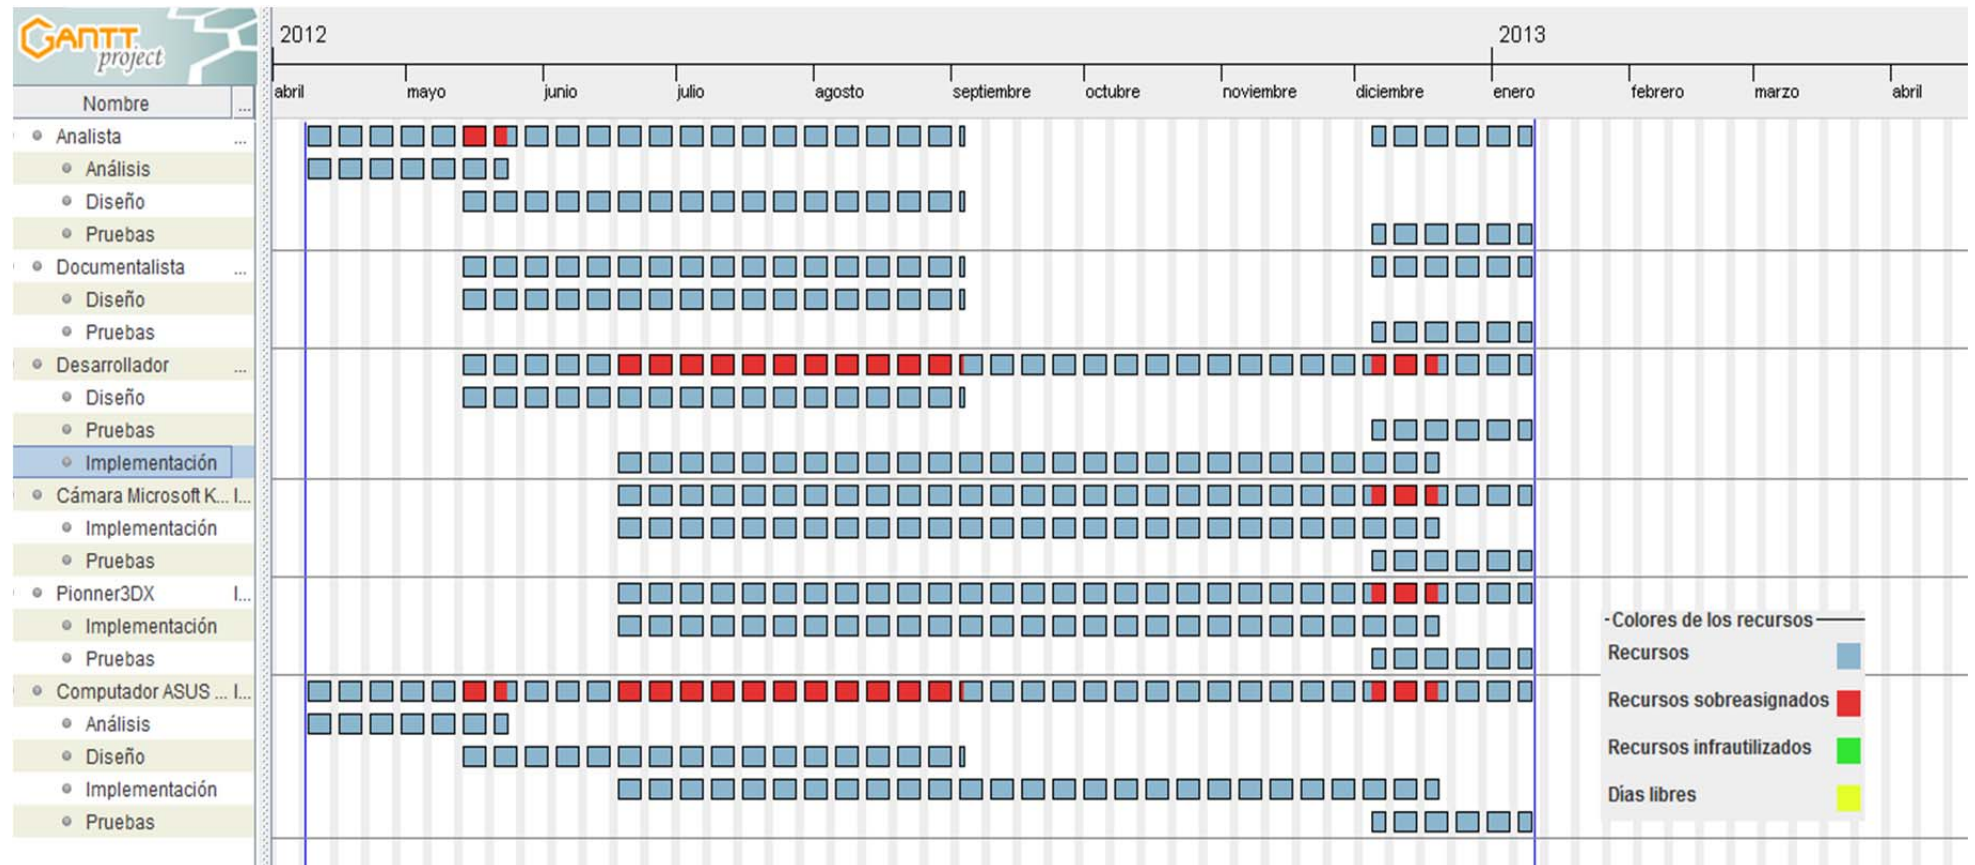 GANTT
project
2012
2013
abril mayo junio julio agosto septiembre octubre noviembre diciembre enero febrero marzo abril
Nombre ...
Analista ...
Análisis
Diseño
Pruebas
Documentalista ...
Diseño
Pruebas
Desarrollador ...
Diseño
Pruebas
Implementación
Cámara Microsoft K... I...
Implementación
Pruebas
Pionner3DX I...
Implementación
Pruebas
Computador ASUS ... I...
Análisis
Diseño
Implementación
Pruebas
Colores de los recursos
Recursos
Recursos sobreasignados
Recursos infrautilizados
Días libres